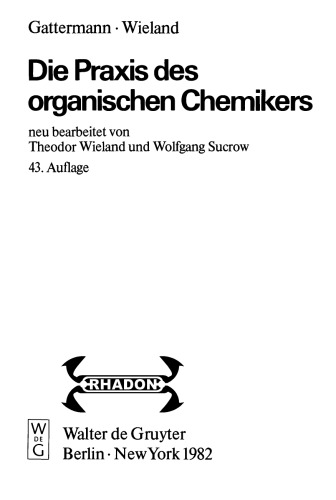 Gattermann · Wieland
Die Praxis des
organischen Chemikers
neu bearbeitet von
Theodor Wieland und Wolfgang Sucrow
43. Auflage
RHADON
W
DE
G
Walter de Gruyter
Berlin · New York 1982